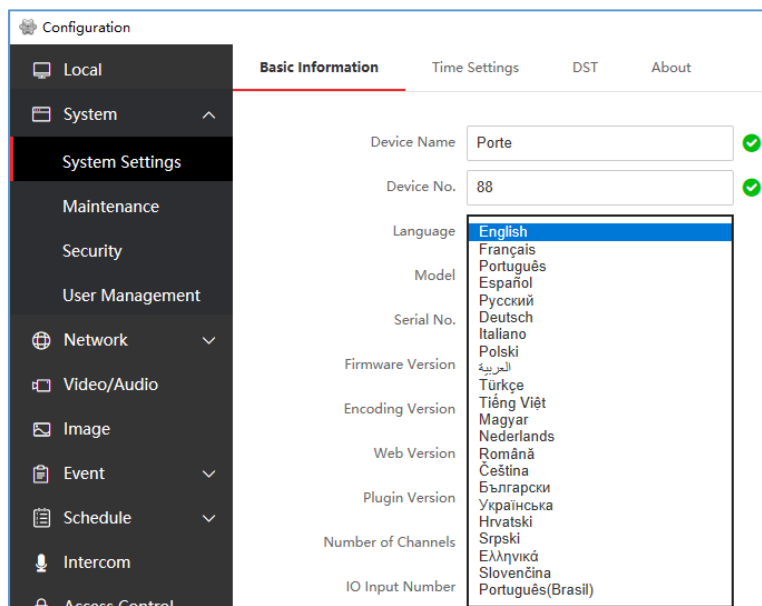 Configuration
Local
System
System Settings
Maintenance
Security
User Management
Network
Video/Audio
Image
Event
Schedule
Intercom
Access Control
Basic Information Time Settings DST About
Device Name Porte
Device No. 88
Language
Model
Serial No.
Firmware Version
Encoding Version
Web Version
Plugin Version
Number of Channels
IO Input Number
English
Français
Português
Español
Русский
Deutsch
Italiano
Polski
العربية
Türkçe
Tiếng Việt
Magyar
Nederlands
Română
Čeština
Български
Українська
Hrvatski
Srpski
Ελληνικά
Slovenčina
Português(Brasil)